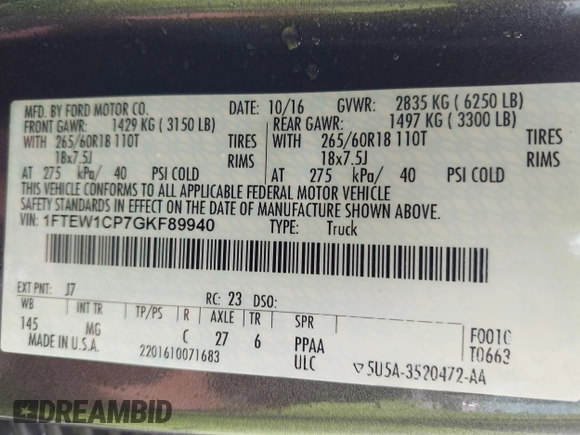 MFD. BY FORD MOTOR CO. DATE: 10/16 GVWR: 2835 KG ( 6250 LB)
FRONT GAWR: 1429 KG ( 3150 LB) REAR GAWR: 1497 KG ( 3300 LB)
WITH 265/60R18 110T TIRES WITH 265/60R18 110T TIRES
18x7.5J RIMS 18x7.5J RIMS
AT 275 kPa/ 40 PSI COLD AT 275 kPa/ 40 PSI COLD
THIS VEHICLE CONFORMS TO ALL APPLICABLE FEDERAL MOTOR VEHICLE
SAFETY STANDARDS IN EFFECT ON THE DATE OF MANUFACTURE SHOWN ABOVE.
VIN: 1FTEW1CP7GKF89940 TYPE: Truck
EXT PNT: J7 RC: 23 DSO:
WB INT TR TP/PS R AXLE TR SPR
145 MG C 27 6 PPAA F001C
MADE IN U.S.A. 2201610071683 ULC ▽5U5A-3520472-AA T0663
DREAMBID